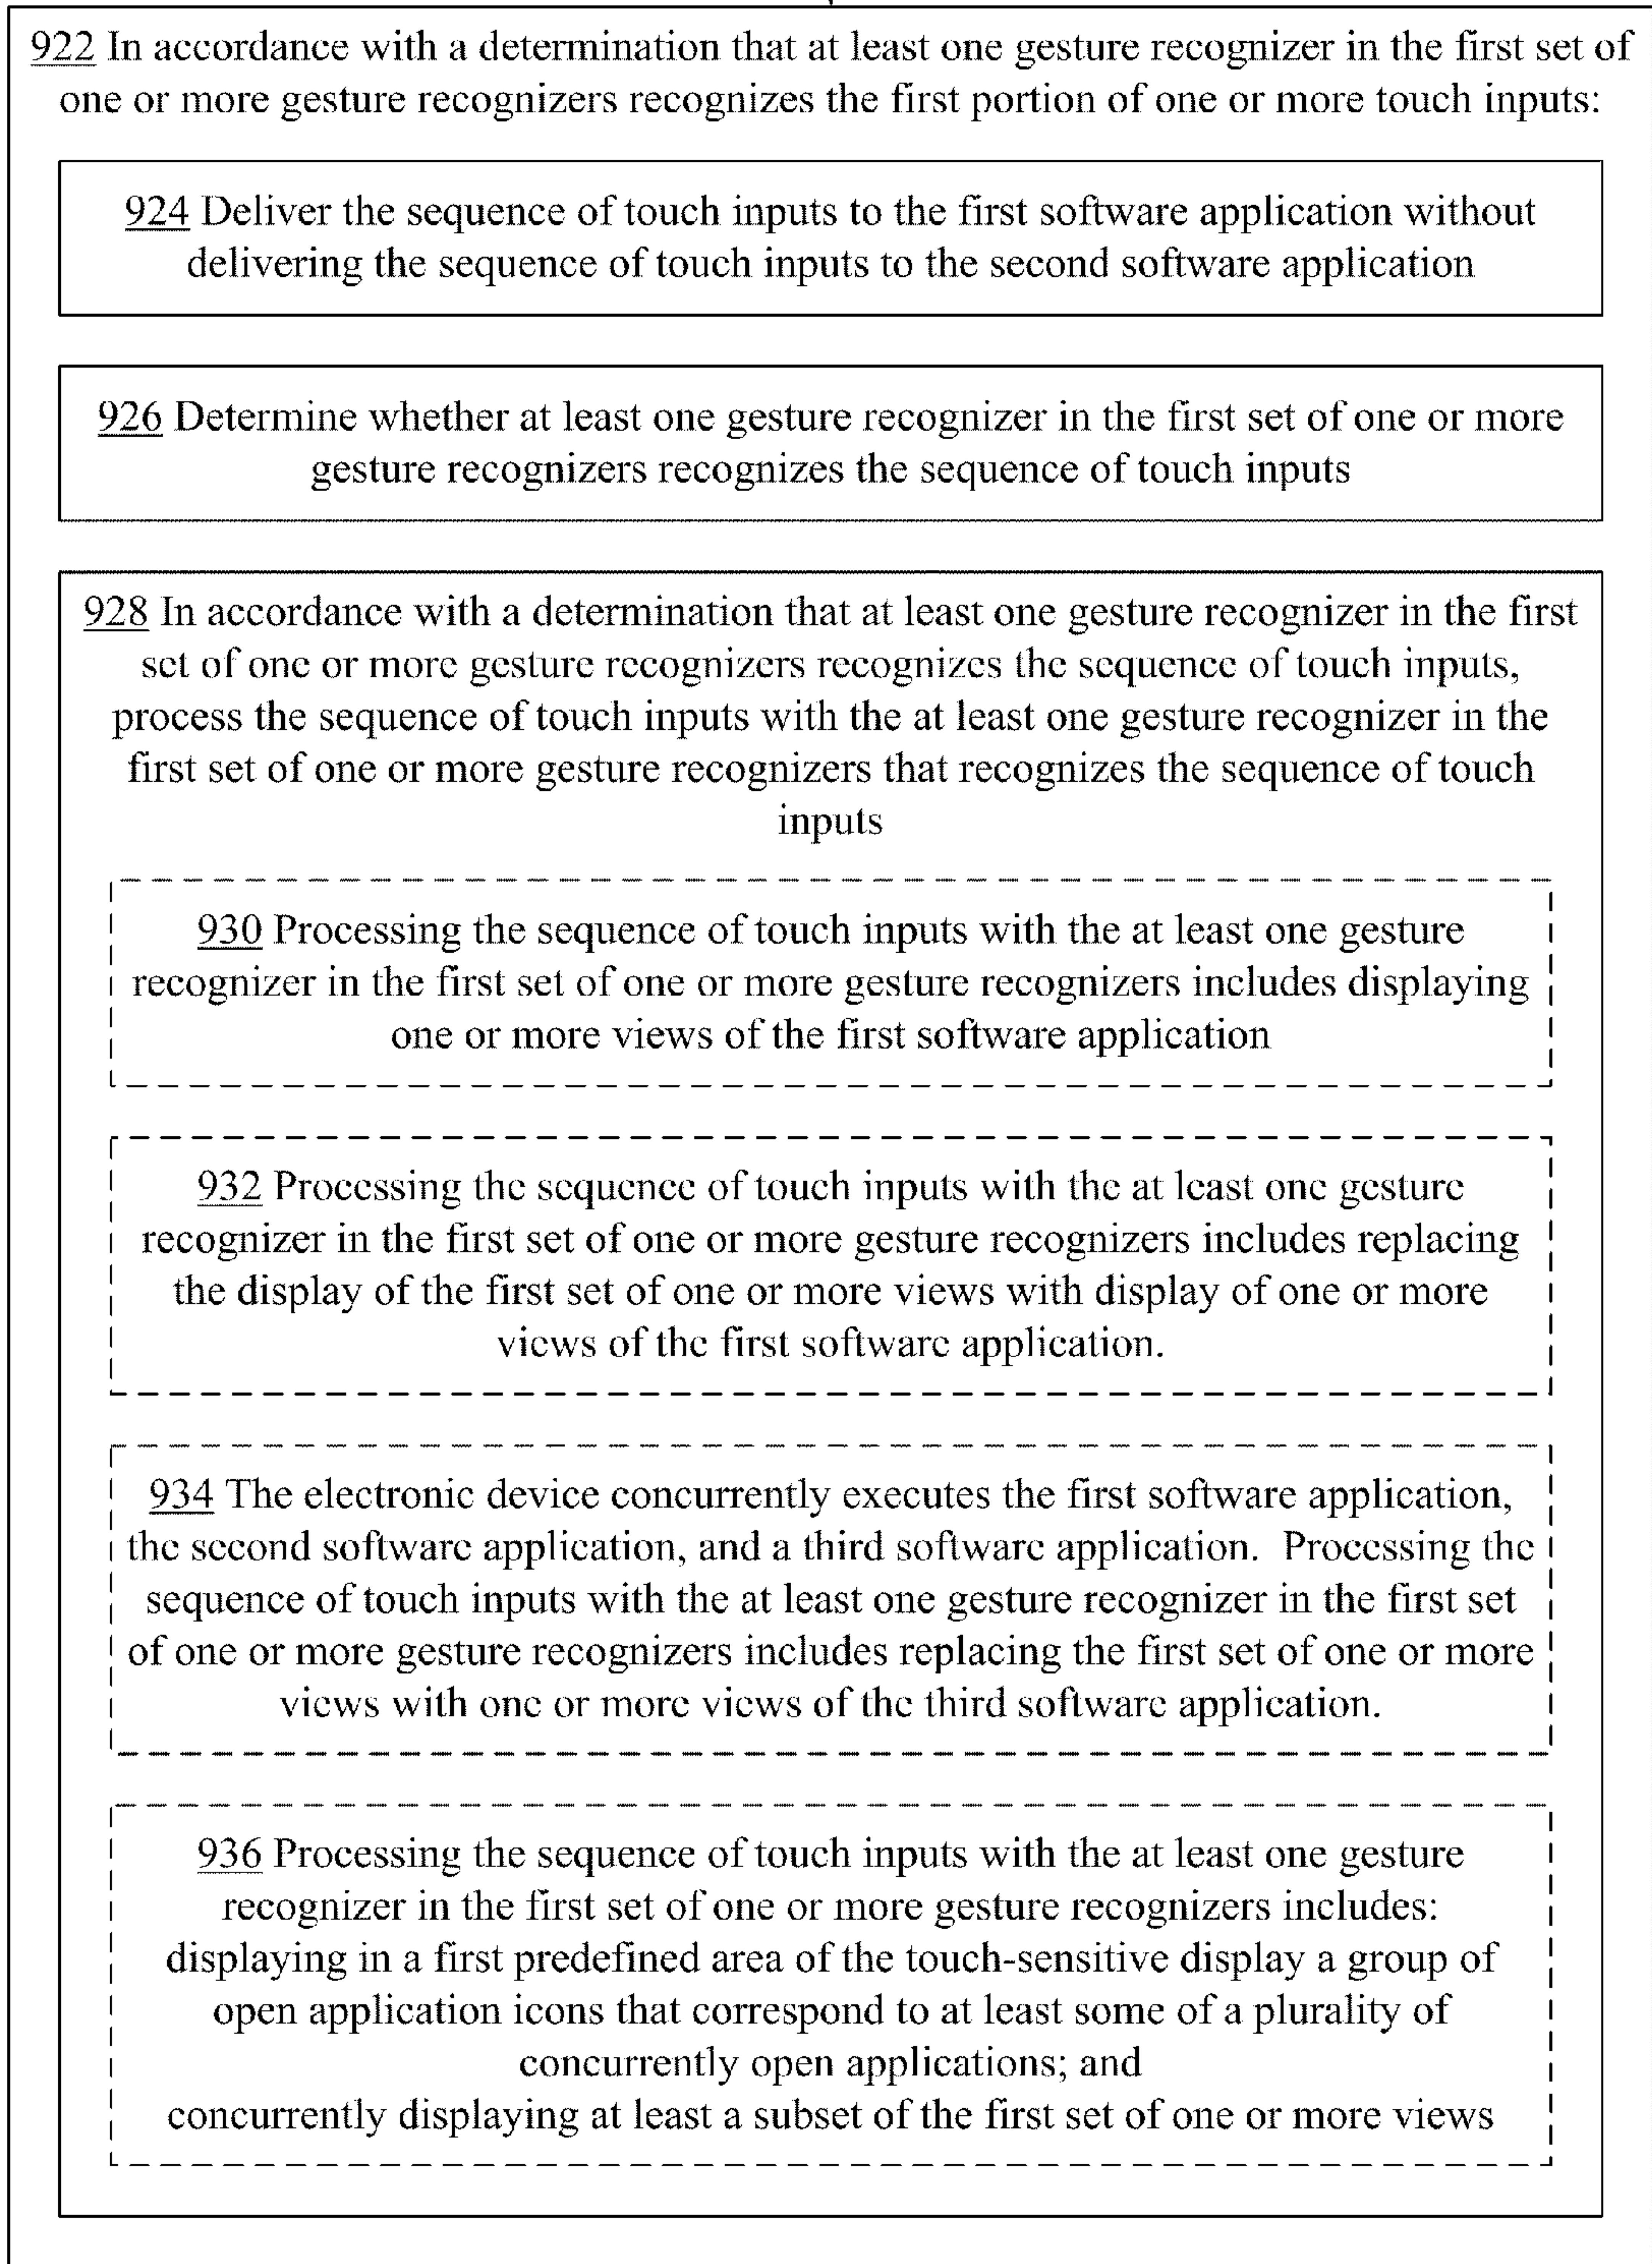 922 In accordance with a determination that at least one gesture recognizer in the first set of
one or more gesture recognizers recognizes the first portion of one or more touch inputs:
924 Deliver the sequence of touch inputs to the first software application without
delivering the sequence of touch inputs to the second software application
926 Determine whether at least one gesture recognizer in the first set of one or more
gesture recognizers recognizes the sequence of touch inputs
928 In accordance with a determination that at least one gesture recognizer in the first
set of one or more gesture recognizers recognizes the sequence of touch inputs,
process the sequence of touch inputs with the at least one gesture recognizer in the
first set of one or more gesture recognizers that recognizes the sequence of touch
inputs
930 Processing the sequence of touch inputs with the at least one gesture
recognizer in the first set of one or more gesture recognizers includes displaying
one or more views of the first software application
932 Processing the sequence of touch inputs with the at least one gesture
recognizer in the first set of one or more gesture recognizers includes replacing
the display of the first set of one or more views with display of one or more
views of the first software application.
934 The electronic device concurrently executes the first software application,
the second software application, and a third software application.  Processing the
sequence of touch inputs with the at least one gesture recognizer in the first set
of one or more gesture recognizers includes replacing the first set of one or more
views with one or more views of the third software application.
936 Processing the sequence of touch inputs with the at least one gesture
recognizer in the first set of one or more gesture recognizers includes:
displaying in a first predefined area of the touch-sensitive display a group of
open application icons that correspond to at least some of a plurality of
concurrently open applications; and
concurrently displaying at least a subset of the first set of one or more views